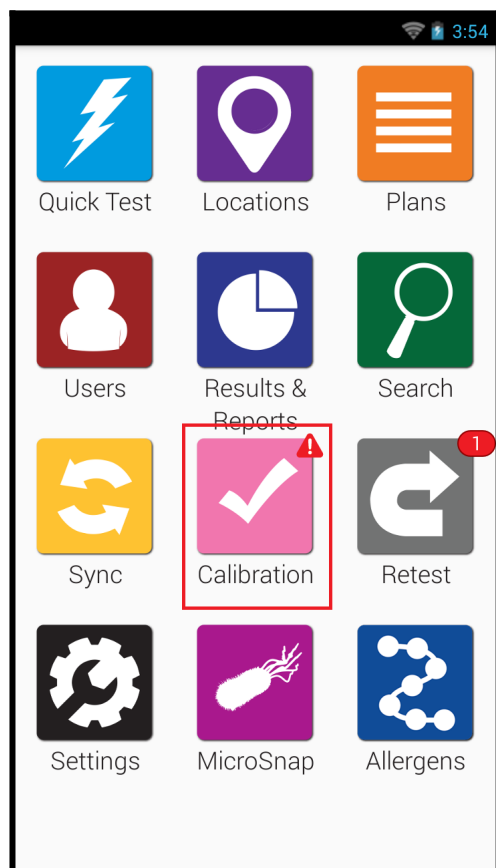 3:54
Quick Test
Locations
Plans
Users
Results &
Reports
Search
1
Sync
Calibration
Retest
Settings
MicroSnap
Allergens